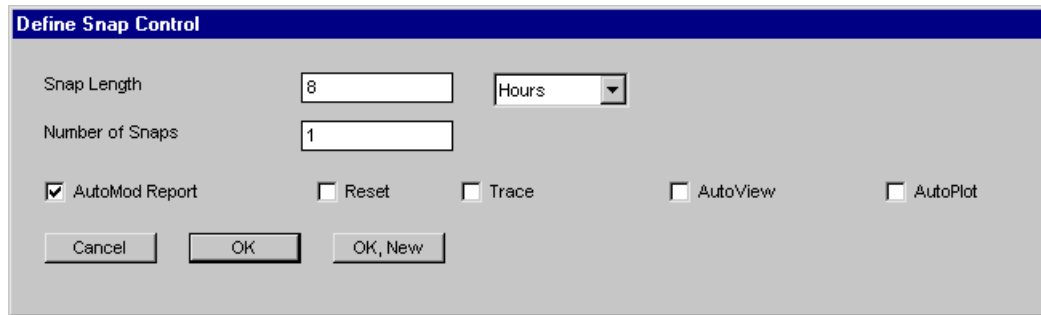 Define Snap Control
Snap Length 8 Hours
Number of Snaps 1
AutoMod Report Reset Trace AutoView AutoPlot
Cancel OK OK, New